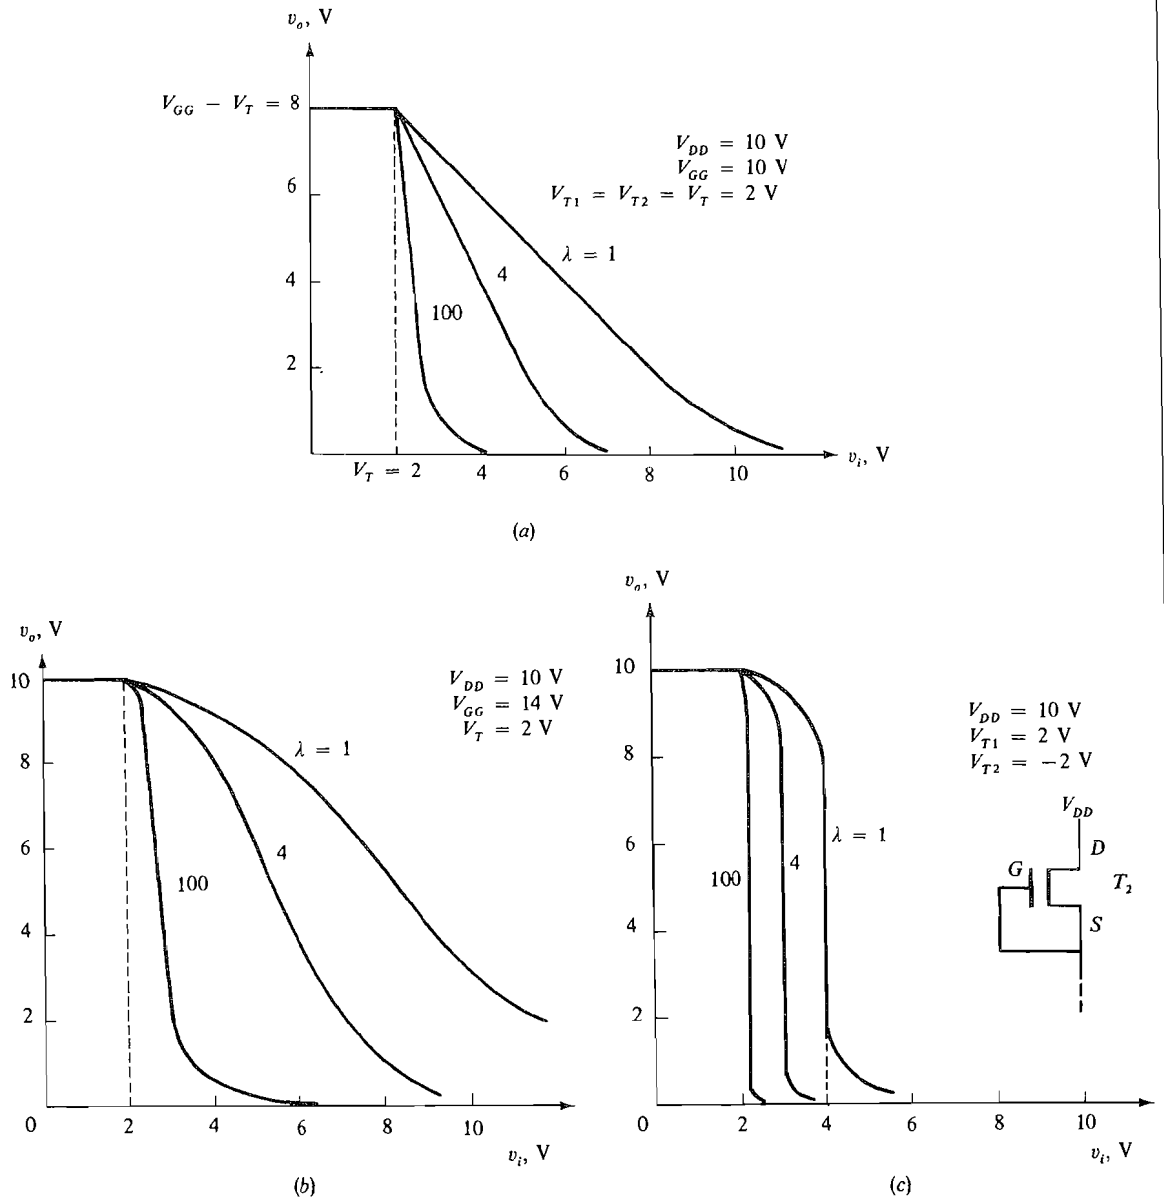 v_o, V
V_GG − V_T = 8
V_DD = 10 V
V_GG = 10 V
V_T1 = V_T2 = V_T = 2 V
6
λ = 1
4
4
100
2
V_T = 2
4
6
8
10
v_i, V
(a)
v_o, V
10
V_DD = 10 V
V_GG = 14 V
V_T = 2 V
8
λ = 1
6
4
100
4
2
0
2
4
6
8
10
v_i, V
(b)
v_o, V
10
V_DD = 10 V
V_T1 = 2 V
V_T2 = −2 V
8
V_DD
λ = 1
D
6
100
4
G
T_2
S
4
2
0
2
4
6
8
10
v_i, V
(c)